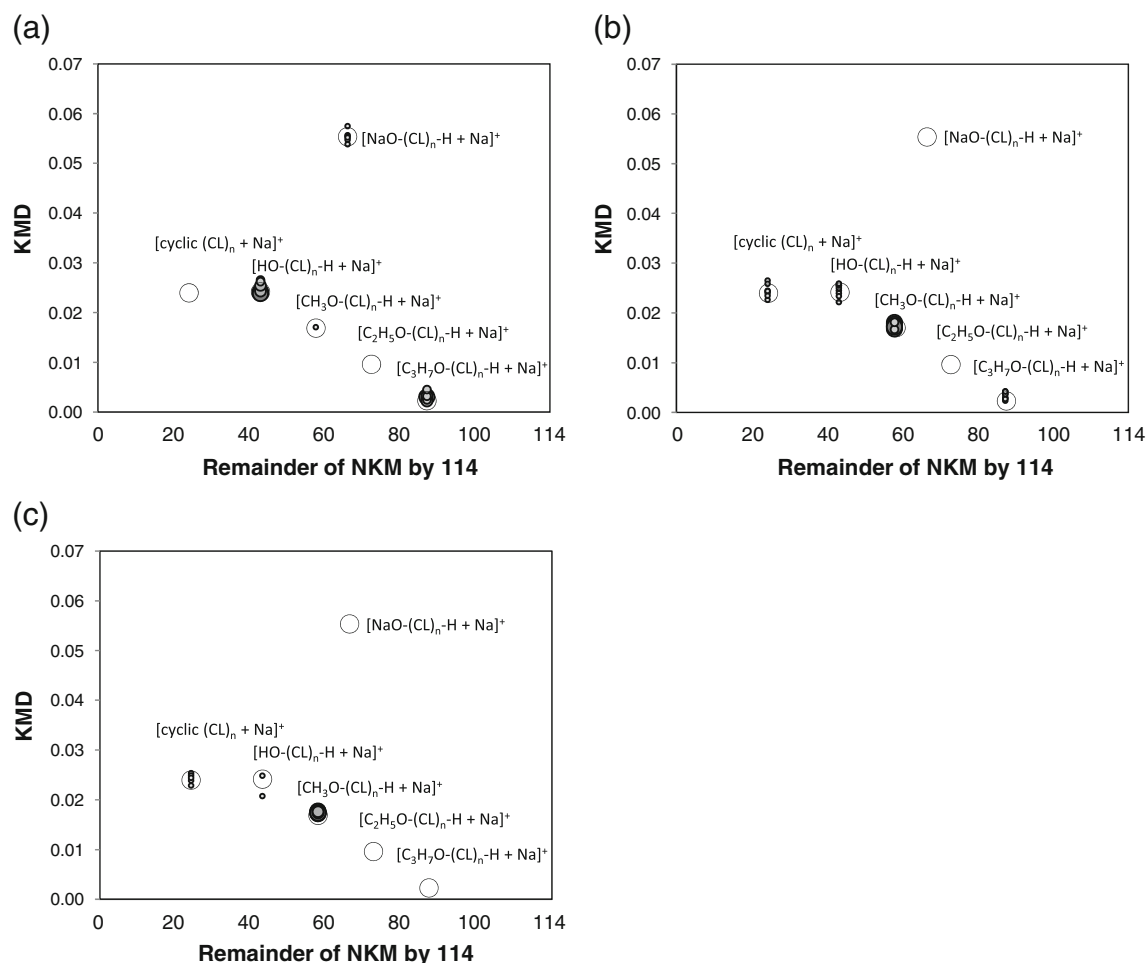 (a)
0.07
0.06
0.05
0.04
0.03
0.02
0.01
0.00
KMD
[NaO-(CL)n-H + Na]+
[cyclic (CL)n + Na]+
[HO-(CL)n-H + Na]+
[CH3O-(CL)n-H + Na]+
[C2H5O-(CL)n-H + Na]+
[C3H7O-(CL)n-H + Na]+
0 20 40 60 80 100 114
Remainder of NKM by 114
(b)
0.07
0.06
0.05
0.04
0.03
0.02
0.01
0.00
KMD
[NaO-(CL)n-H + Na]+
[cyclic (CL)n + Na]+
[HO-(CL)n-H + Na]+
[CH3O-(CL)n-H + Na]+
[C2H5O-(CL)n-H + Na]+
[C3H7O-(CL)n-H + Na]+
0 20 40 60 80 100 114
Remainder of NKM by 114
(c)
0.07
0.06
0.05
0.04
0.03
0.02
0.01
0.00
KMD
[NaO-(CL)n-H + Na]+
[cyclic (CL)n + Na]+
[HO-(CL)n-H + Na]+
[CH3O-(CL)n-H + Na]+
[C2H5O-(CL)n-H + Na]+
[C3H7O-(CL)n-H + Na]+
0 20 40 60 80 100 114
Remainder of NKM by 114